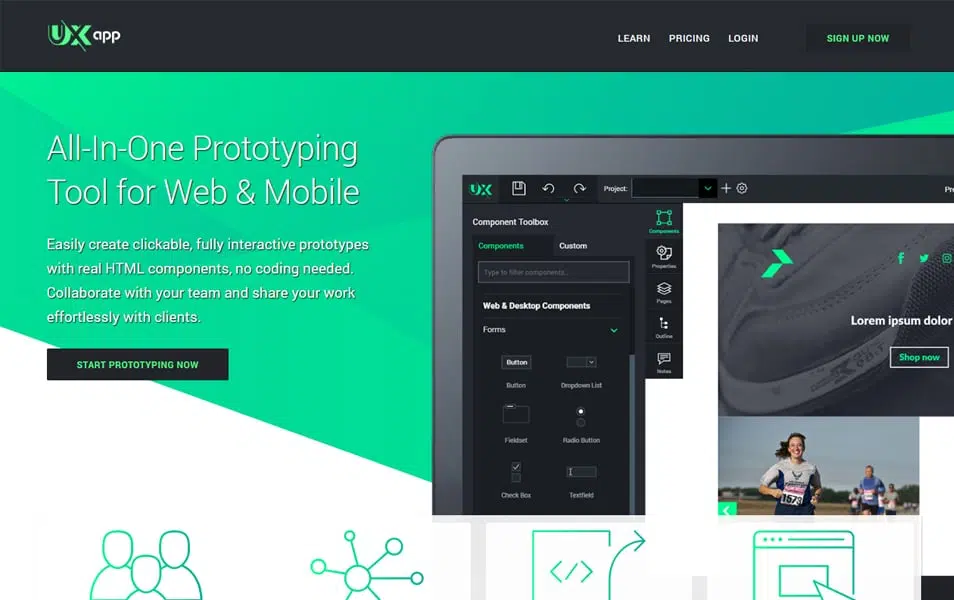 UX app
LEARN PRICING LOGIN SIGN UP NOW
All-In-One Prototyping
Tool for Web & Mobile
Easily create clickable, fully interactive prototypes
with real HTML components, no coding needed.
Collaborate with your team and share your work
effortlessly with clients.
START PROTOTYPING NOW
UX
Project:
Pr
Component Toolbox
Components
Custom
Type to filter components...
Web & Desktop Components
Forms
Button
Button
Dropdown List
Fieldset
Radio Button
Check Box
Textfield
Components
Properties
Pages
Outline
Notes
Lorem ipsum dolor
Shop now
1573